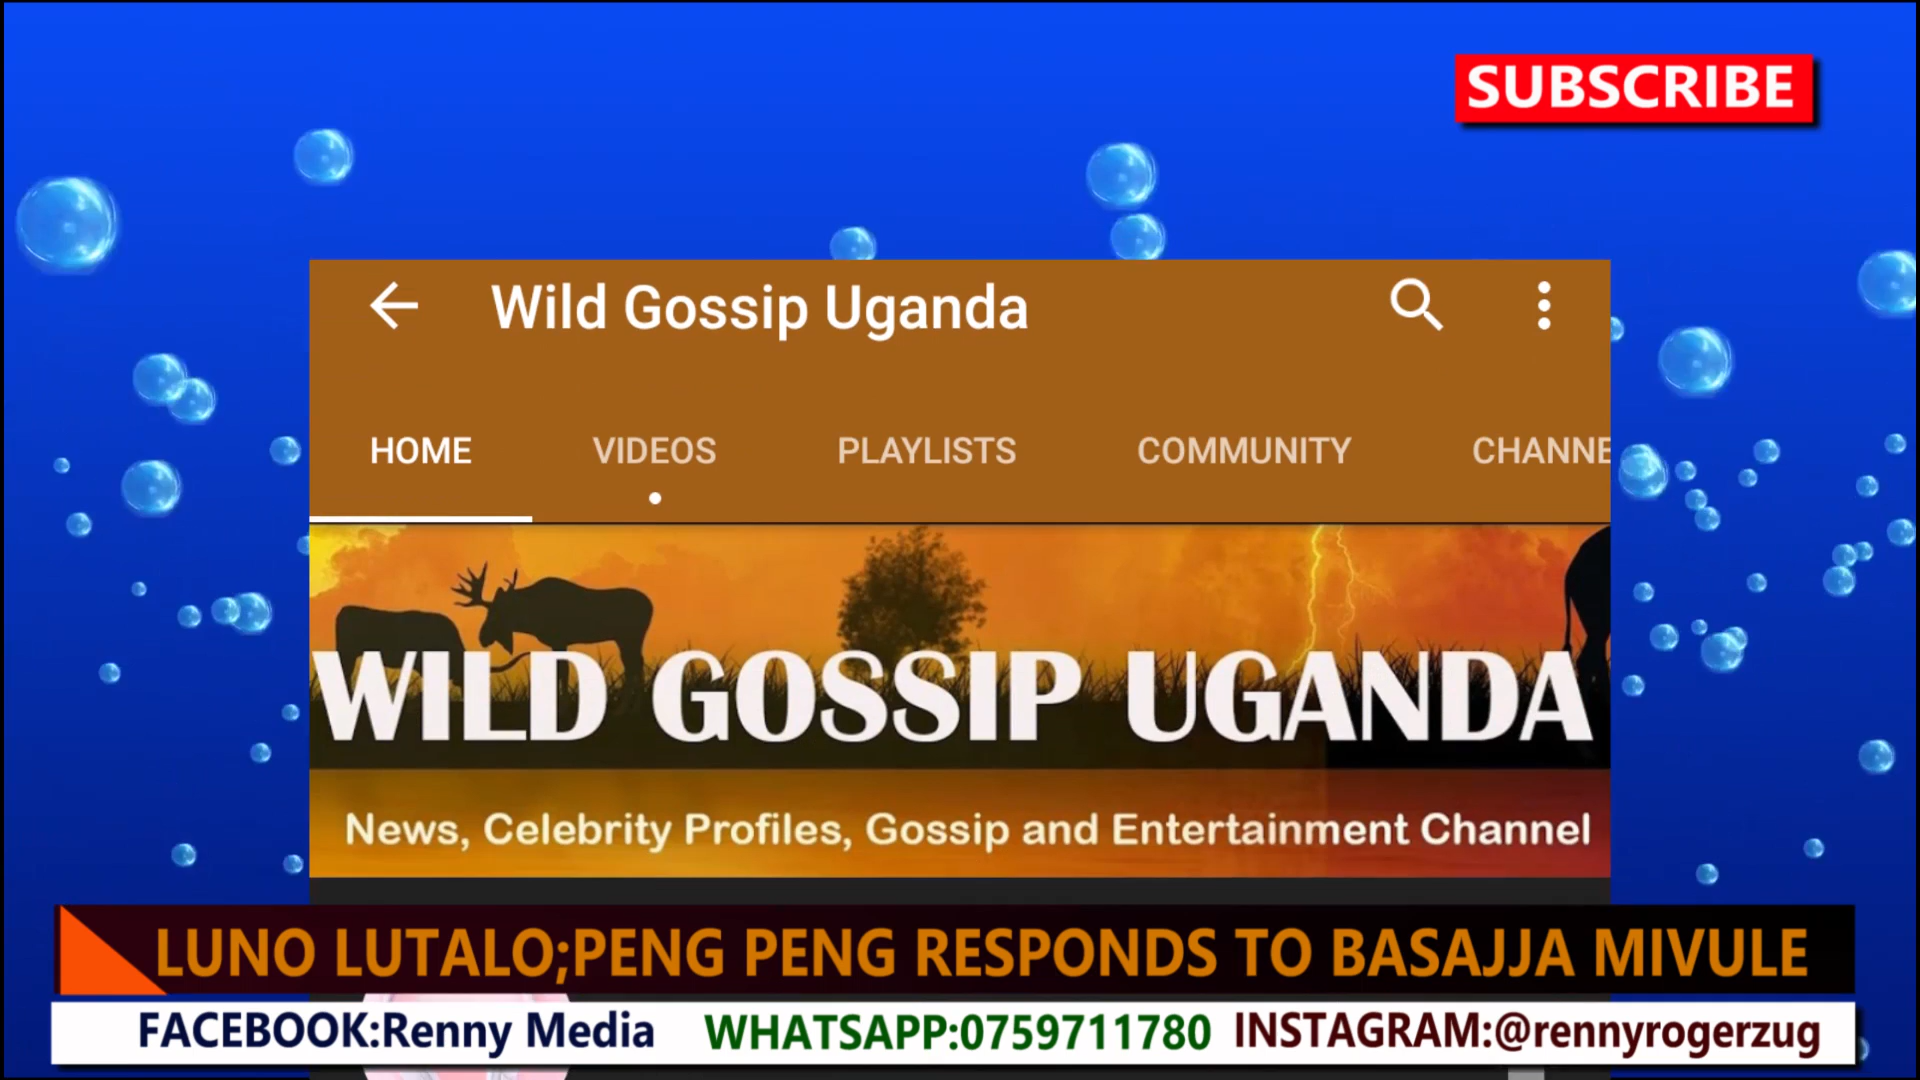 SUBSCRIBE
Wild Gossip Uganda
HOME VIDEOS PLAYLISTS COMMUNITY CHANNE
WILD GOSSIP UGANDA
News, Celebrity Profiles, Gossip and Entertainment Channel
LUNO LUTALO;PENG PENG RESPONDS TO BASAJJA MIVULE
FACEBOOK:Renny Media WHATSAPP:0759711780 INSTAGRAM:@rennyrogerzug